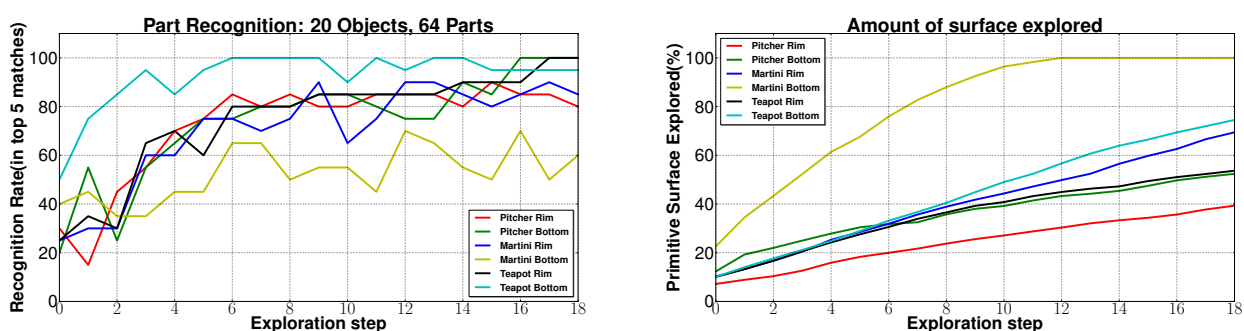 Part Recognition: 20 Objects, 64 Parts
Recognition Rate(in top 5 matches)
100
80
60
40
20
0
0 2 4 6 8 10 12 14 16 18
Exploration step
Pitcher Rim
Pitcher Bottom
Martini Rim
Martini Bottom
Teapot Rim
Teapot Bottom
Amount of surface explored
Primitive Surface Explored(%)
100
80
60
40
20
0
0 2 4 6 8 10 12 14 16 18
Exploration step
Pitcher Rim
Pitcher Bottom
Martini Rim
Martini Bottom
Teapot Rim
Teapot Bottom